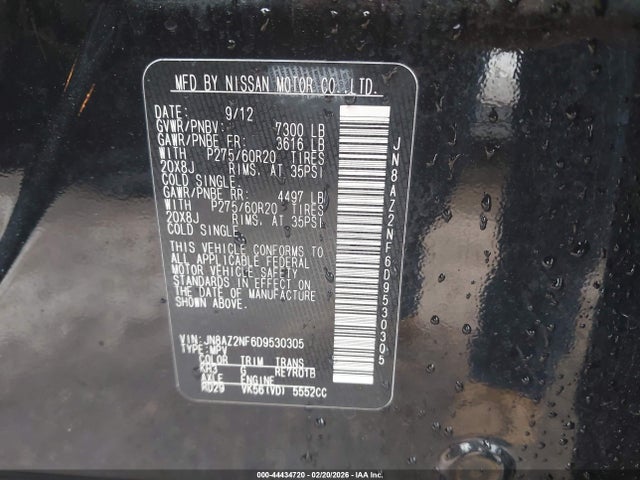 MFD BY NISSAN MOTOR CO.,LTD.
DATE: 9/12
GVWR/PNBV: 7300 LB
GAWR/PNBE FR: 3616 LB
WITH P275/60R20 TIRES
20X8J RIMS. AT 35PSI
COLD SINGLE
GAWR/PNBE RR: 4497 LB
WITH P275/60R20 TIRES
20X8J RIMS. AT 35PSI
COLD SINGLE
THIS VEHICLE CONFORMS TO
ALL APPLICABLE FEDERAL
MOTOR VEHICLE SAFETY
STANDARDS IN EFFECT ON
THE DATE OF MANUFACTURE
SHOWN ABOVE.
VIN: JN8AZ2NF6D9530305
TYPE: MPV
COLOR TRIM TRANS
KH3 G RE7R01B
AXLE ENGINE
RD29 VK56(VD) 5552CC
JN8AZ2NF6D9530305
000-44434720 - 02/20/2026 - IAA Inc.